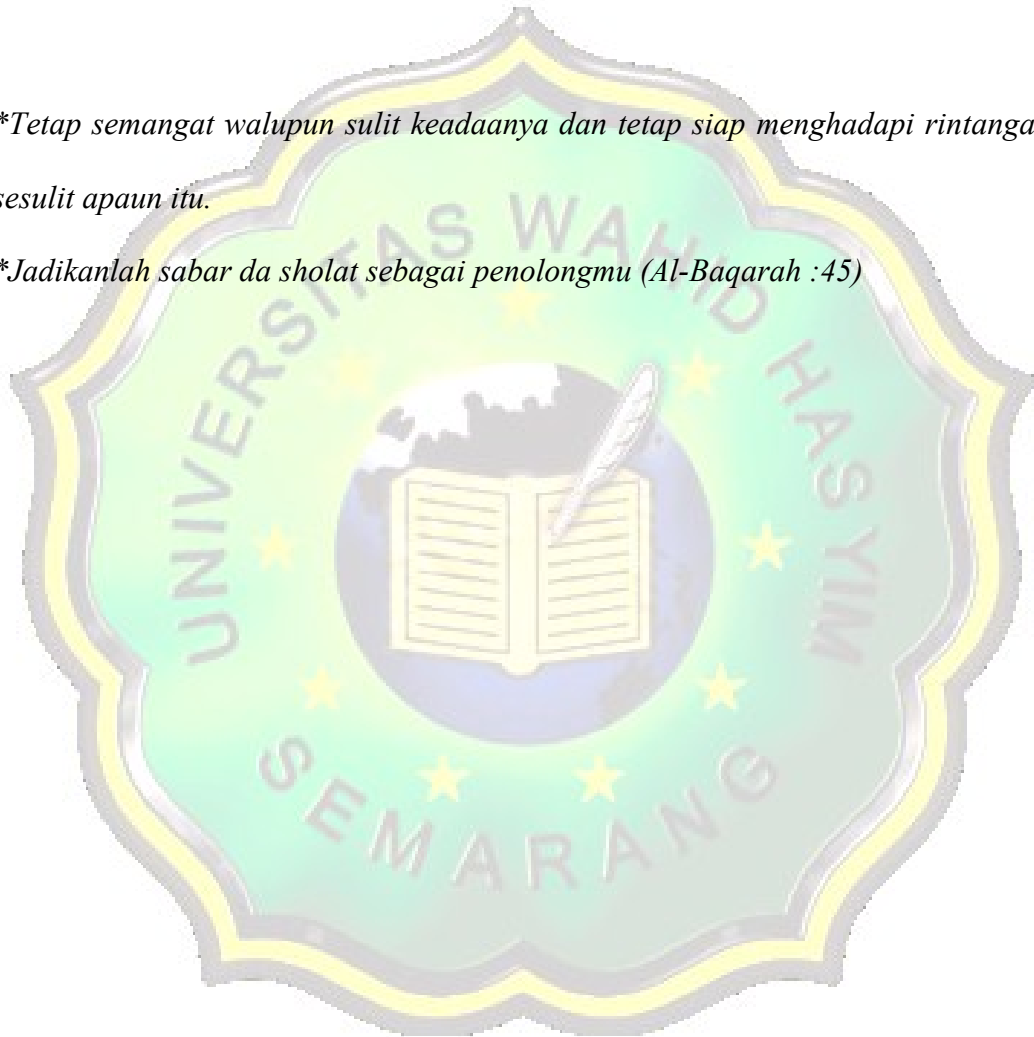 *Tetap semangat walupun sulit keadaanya dan tetap siap menghadapi rintanga
sesulit apaun itu.
*Jadikanlah sabar da sholat sebagai penolongmu (Al-Baqarah :45)
UNIVERSITAS WAHID HASYIM
SEMARANG